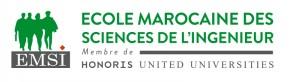 EMSI
ECOLE MAROCAINE DES
SCIENCES DE L'INGENIEUR
Membre de
HONORIS UNITED UNIVERSITIES